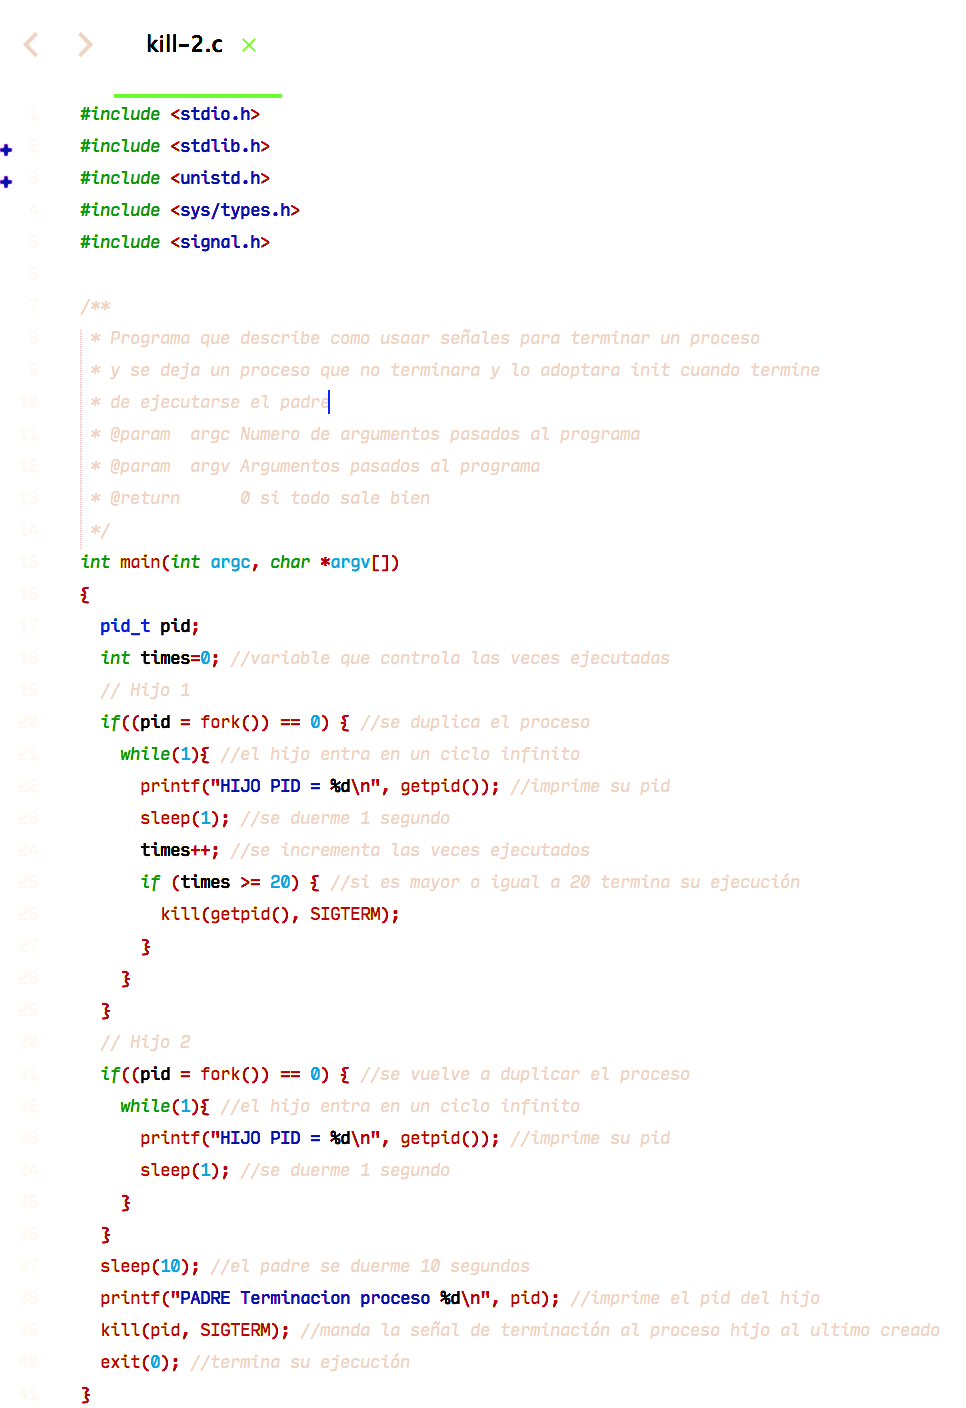 kill-2.c ×
1 #include <stdio.h>
2 #include <stdlib.h>
3 #include <unistd.h>
4 #include <sys/types.h>
5 #include <signal.h>
6
7 /**
8 * Programa que describe como usaar señales para terminar un proceso
9 * y se deja un proceso que no terminara y lo adoptara init cuando termine
10 * de ejecutarse el padre
11 * @param  argc Numero de argumentos pasados al programa
12 * @param  argv Argumentos pasados al programa
13 * @return      0 si todo sale bien
14 */
15 int main(int argc, char *argv[])
16 {
17   pid_t pid;
18   int times=0; //variable que controla las veces ejecutadas
19   // Hijo 1
20   if((pid = fork()) == 0) { //se duplica el proceso
21     while(1){ //el hijo entra en un ciclo infinito
22       printf("HIJO PID = %d\n", getpid()); //imprime su pid
23       sleep(1); //se duerme 1 segundo
24       times++; //se incrementa las veces ejecutados
25       if (times >= 20) { //si es mayor o igual a 20 termina su ejecución
26         kill(getpid(), SIGTERM);
27       }
28     }
29   }
30   // Hijo 2
31   if((pid = fork()) == 0) { //se vuelve a duplicar el proceso
32     while(1){ //el hijo entra en un ciclo infinito
33       printf("HIJO PID = %d\n", getpid()); //imprime su pid
34       sleep(1); //se duerme 1 segundo
35     }
36   }
37   sleep(10); //el padre se duerme 10 segundos
38   printf("PADRE Terminacion proceso %d\n", pid); //imprime el pid del hijo
39   kill(pid, SIGTERM); //manda la señal de terminación al proceso hijo al ultimo creado
40   exit(0); //termina su ejecución
41 }